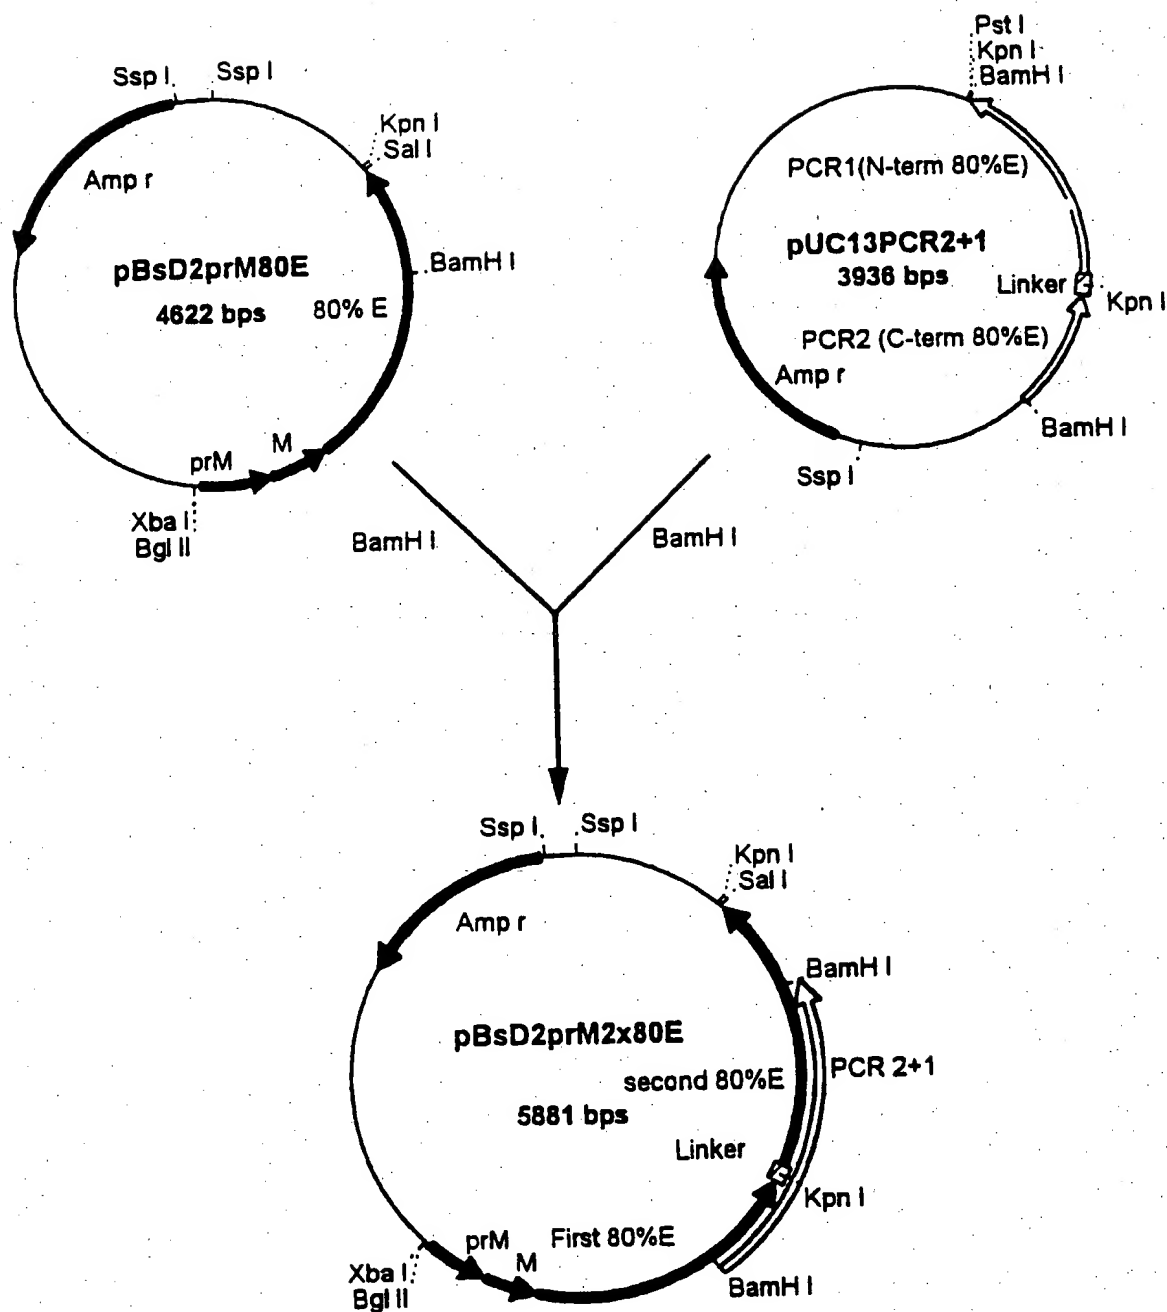 Ssp I
Ssp I
Kpn I
Sal I
Amp r
pBsD2prM80E
4622 bps
80% E
BamH I
prM
M
Xba I
Bgl II
Pst I
Kpn I
BamH I
PCR1(N-term 80%E)
pUC13PCR2+1
3936 bps
Linker
Kpn I
PCR2 (C-term 80%E)
Amp r
BamH I
Ssp I
BamH I
BamH I
Ssp I
Ssp I
Kpn I
Sal I
Amp r
BamH I
pBsD2prM2x80E
second 80%E
PCR 2+1
5881 bps
Linker
Kpn I
First 80%E
prM
M
Xba I
Bgl II
BamH I